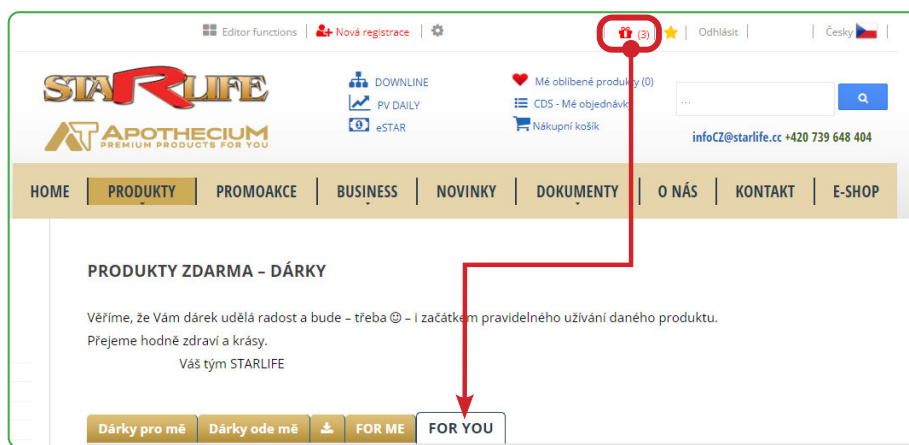 Editor functions | Nová registrace | (3) | Odhlásit | | Česky |
STARLIFE
DOWNLINE
PV DAILY
eSTAR
Mé oblíbené produkty (0)
CDS - Mé objednávky
Nákupní košík
...
infoCZ@starlife.cc +420 739 648 404
AT APOTHECIUM
PREMIUM PRODUCTS FOR YOU
HOME | PRODUKTY | PROMOAKCE | BUSINESS | NOVINKY | DOKUMENTY | O NÁS | KONTAKT | E-SHOP
PRODUKTY ZDARMA – DÁRKY
Věříme, že Vám dárek udělá radost a bude – třeba ☺ – i začátkem pravidelného užívání daného produktu.
Přejeme hodně zdraví a krásy.
Váš tým STARLIFE
Dárky pro mě Dárky ode mě FOR ME FOR YOU